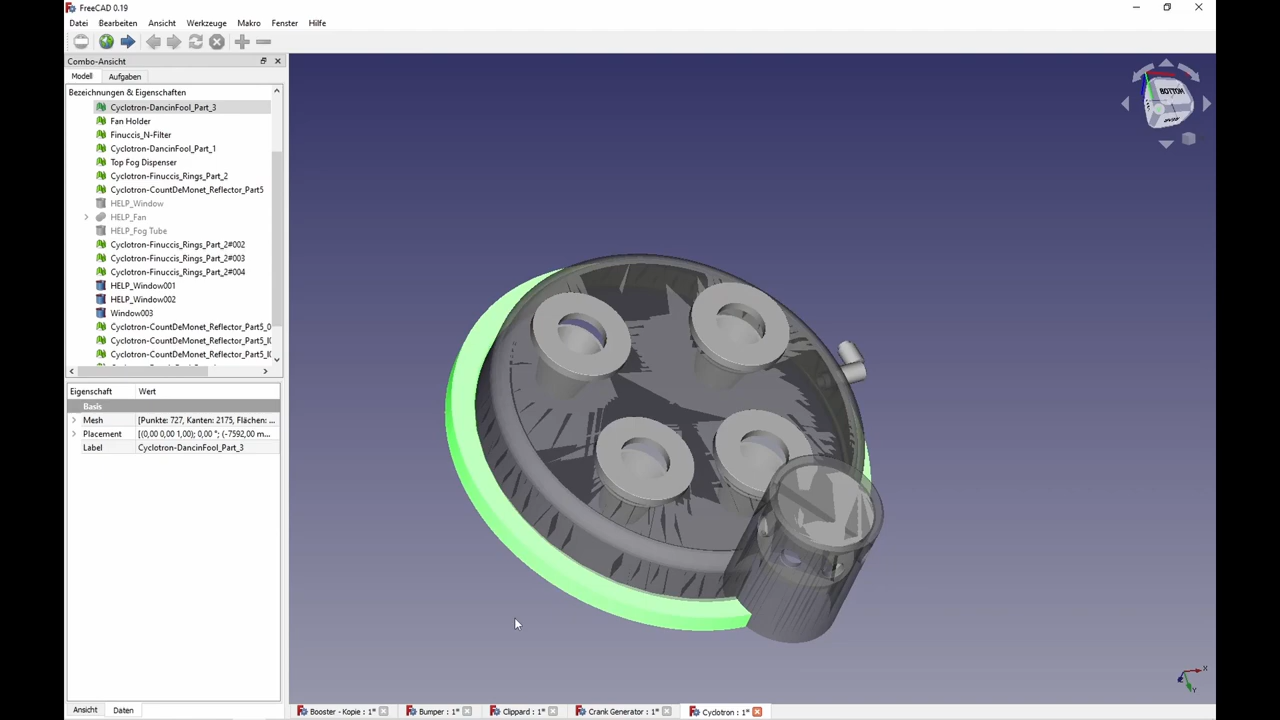 FreeCAD 0.19
Datei Bearbeiten Ansicht Werkzeuge Makro Fenster Hilfe
Combo-Ansicht
Modell Aufgaben
Bezeichnungen & Eigenschaften
Cyclotron-DancinFool_Part_3
Fan Holder
Finuccis_N-Filter
Cyclotron-DancinFool_Part_1
Top Fog Dispenser
Cyclotron-Finuccis_Rings_Part_2
Cyclotron-CountDeMonet_Reflector_Part5
HELP_Window
HELP_Fan
HELP_Fog Tube
Cyclotron-Finuccis_Rings_Part_2#002
Cyclotron-Finuccis_Rings_Part_2#003
Cyclotron-Finuccis_Rings_Part_2#004
HELP_Window001
HELP_Window002
Window003
Cyclotron-CountDeMonet_Reflector_Part5_0
Cyclotron-CountDeMonet_Reflector_Part5_
Cyclotron-CountDeMonet_Reflector_Part5_
Eigenschaft Wert
Basis
Mesh [Punkte: 727, Kanten: 2175, Flächen: ...
Placement [(0,00 0,00 1,00); 0,00 °; (-7592,00 m...
Label Cyclotron-DancinFool_Part_3
Ansicht Daten
BOTTOM
X
Y
Booster - Kopie : 1* Bumper : 1* Clippard : 1* Crank Generator : 1* Cyclotron : 1*